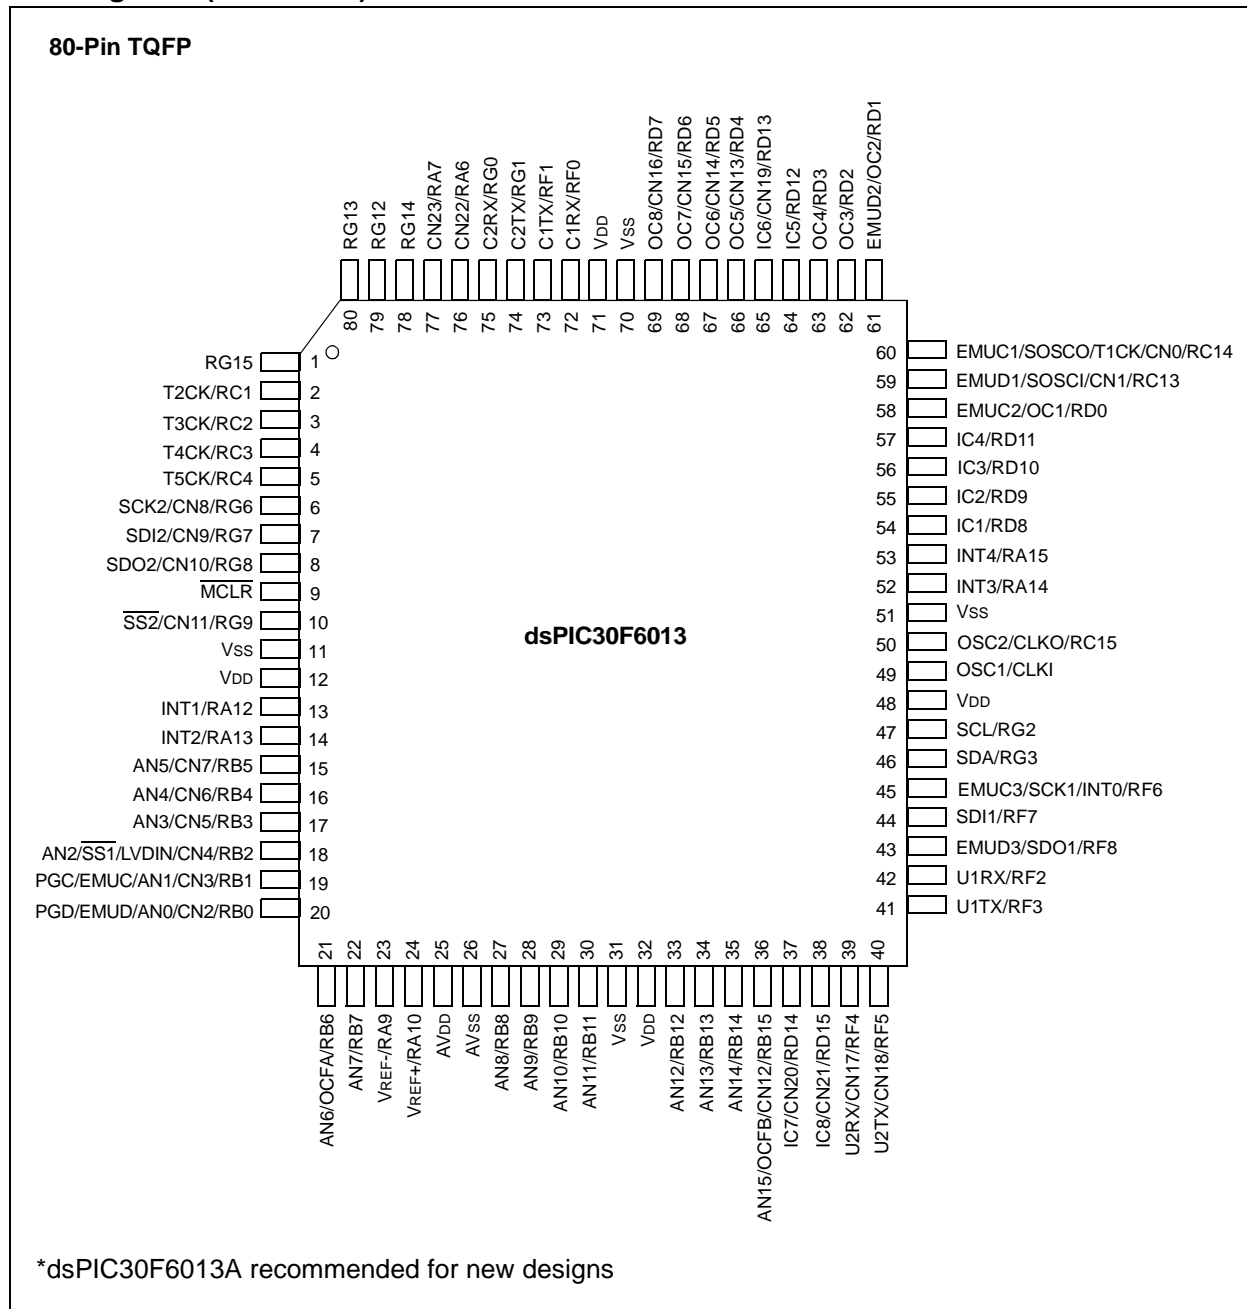 80-Pin TQFP
RG13
RG12
RG14
CN23/RA7
CN22/RA6
C2RX/RG0
C2TX/RG1
C1TX/RF1
C1RX/RF0
VDD
VSS
OC8/CN16/RD7
OC7/CN15/RD6
OC6/CN14/RD5
OC5/CN13/RD4
IC6/CN19/RD13
IC5/RD12
OC4/RD3
OC3/RD2
EMUD2/OC2/RD1
80
79
78
77
76
75
74
73
72
71
70
69
68
67
66
65
64
63
62
61
RG15 1
T2CK/RC1 2
T3CK/RC2 3
T4CK/RC3 4
T5CK/RC4 5
SCK2/CN8/RG6 6
SDI2/CN9/RG7 7
SDO2/CN10/RG8 8
MCLR 9
SS2/CN11/RG9 10
VSS 11
VDD 12
INT1/RA12 13
INT2/RA13 14
AN5/CN7/RB5 15
AN4/CN6/RB4 16
AN3/CN5/RB3 17
AN2/SS1/LVDIN/CN4/RB2 18
PGC/EMUC/AN1/CN3/RB1 19
PGD/EMUD/AN0/CN2/RB0 20
dsPIC30F6013
60 EMUC1/SOSCO/T1CK/CN0/RC14
59 EMUD1/SOSCI/CN1/RC13
58 EMUC2/OC1/RD0
57 IC4/RD11
56 IC3/RD10
55 IC2/RD9
54 IC1/RD8
53 INT4/RA15
52 INT3/RA14
51 VSS
50 OSC2/CLKO/RC15
49 OSC1/CLKI
48 VDD
47 SCL/RG2
46 SDA/RG3
45 EMUC3/SCK1/INT0/RF6
44 SDI1/RF7
43 EMUD3/SDO1/RF8
42 U1RX/RF2
41 U1TX/RF3
21
22
23
24
25
26
27
28
29
30
31
32
33
34
35
36
37
38
39
40
AN6/OCFA/RB6
AN7/RB7
VREF-/RA9
VREF+/RA10
AVDD
AVSS
AN8/RB8
AN9/RB9
AN10/RB10
AN11/RB11
VSS
VDD
AN12/RB12
AN13/RB13
AN14/RB14
AN15/OCFB/CN12/RB15
IC7/CN20/RD14
IC8/CN21/RD15
U2RX/CN17/RF4
U2TX/CN18/RF5
*dsPIC30F6013A recommended for new designs